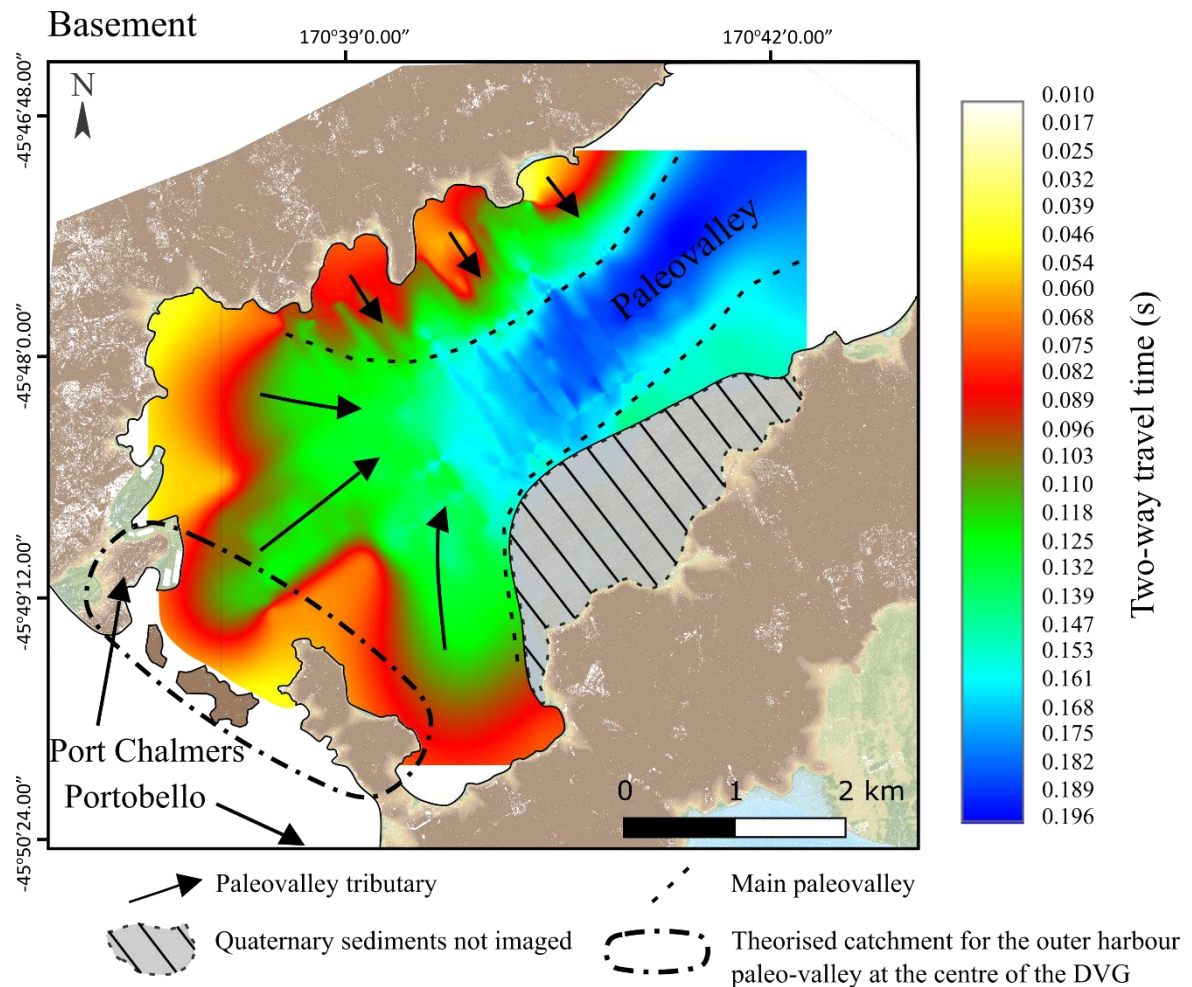 Basement
170°39′0.00″
170°42′0.00″
N
-45°46′48.00″
-45°48′0.00″
-45°49′12.00″
-45°50′24.00″
Paleovalley
Port Chalmers
Portobello
0 1 2 km
0.010
0.017
0.025
0.032
0.039
0.046
0.054
0.060
0.068
0.075
0.082
0.089
0.096
0.103
0.110
0.118
0.125
0.132
0.139
0.147
0.153
0.161
0.168
0.175
0.182
0.189
0.196
Two-way travel time (s)
Paleovalley tributary
Main paleovalley
Quaternary sediments not imaged
Theorised catchment for the outer harbour
paleo-valley at the centre of the DVG